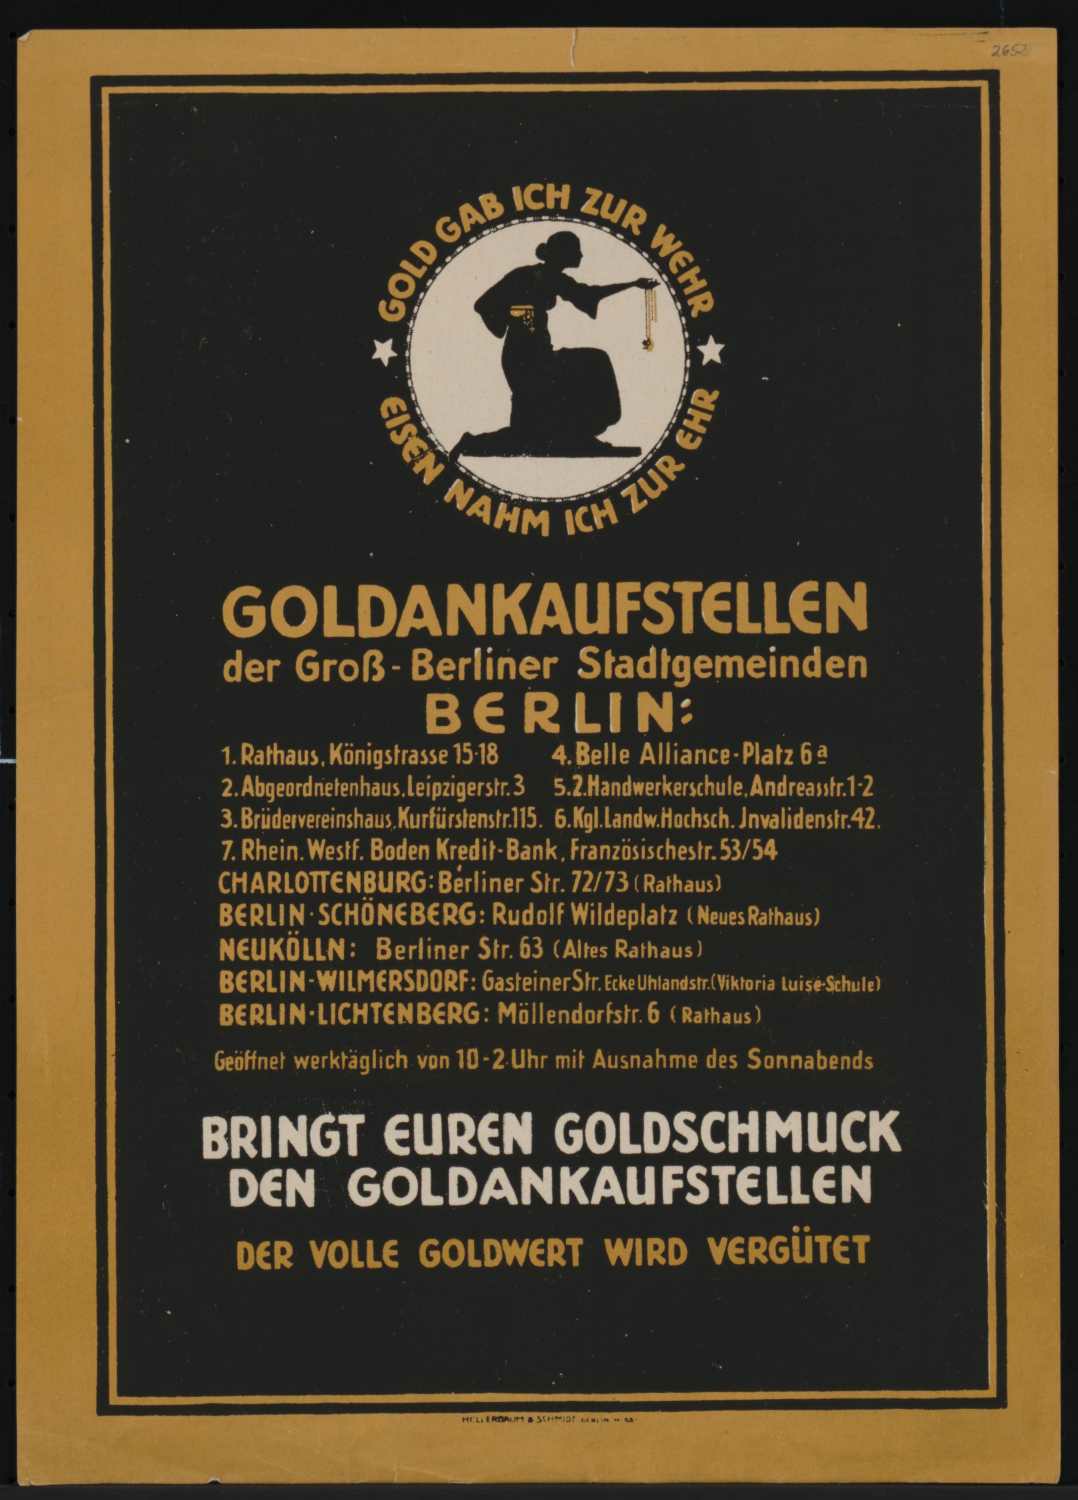 2652
GOLD GAB ICH ZUR WEHR
EISEN NAHM ICH ZUR EHR
GOLDANKAUFSTELLEN
der Groß-Berliner Stadtgemeinden
BERLIN:
1. Rathaus, Königstrasse 15-18
2. Abgeordnetenhaus, Leipzigerstr. 3
3. Brüdervereinshaus, Kurfürstenstr. 115.
4. Belle Alliance-Platz 6a
5. 2. Handwerkerschule, Andreasstr. 1-2
6. Kgl. Landw. Hochsch. Jnvalidenstr. 42.
7. Rhein. Westf. Boden Kredit-Bank, Französischestr. 53/54
CHARLOTTENBURG: Berliner Str. 72/73 (Rathaus)
BERLIN-SCHÖNEBERG: Rudolf Wildeplatz (Neues Rathaus)
NEUKÖLLN: Berliner Str. 63 (Altes Rathaus)
BERLIN-WILMERSDORF: Gasteiner Str. Ecke Uhlandstr. (Viktoria Luise-Schule)
BERLIN-LICHTENBERG: Möllendorfstr. 6 (Rathaus)
Geöffnet werktäglich von 10-2 Uhr mit Ausnahme des Sonnabends
BRINGT EUREN GOLDSCHMUCK
DEN GOLDANKAUFSTELLEN
DER VOLLE GOLDWERT WIRD VERGÜTET
& SCHMIDT BERLIN